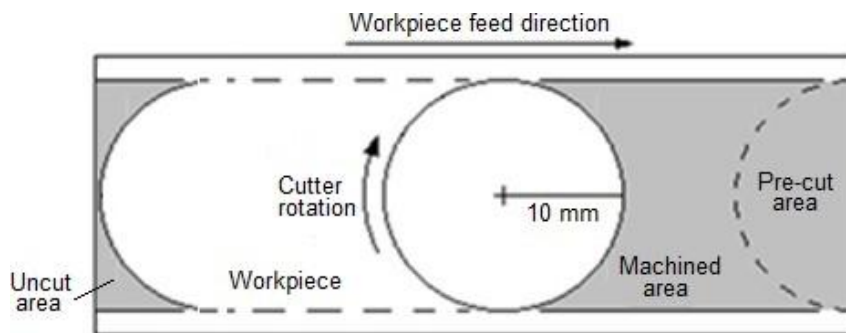 Workpiece feed direction
Cutter
rotation
10 mm
Pre-cut
area
Uncut
area
Workpiece
Machined
area